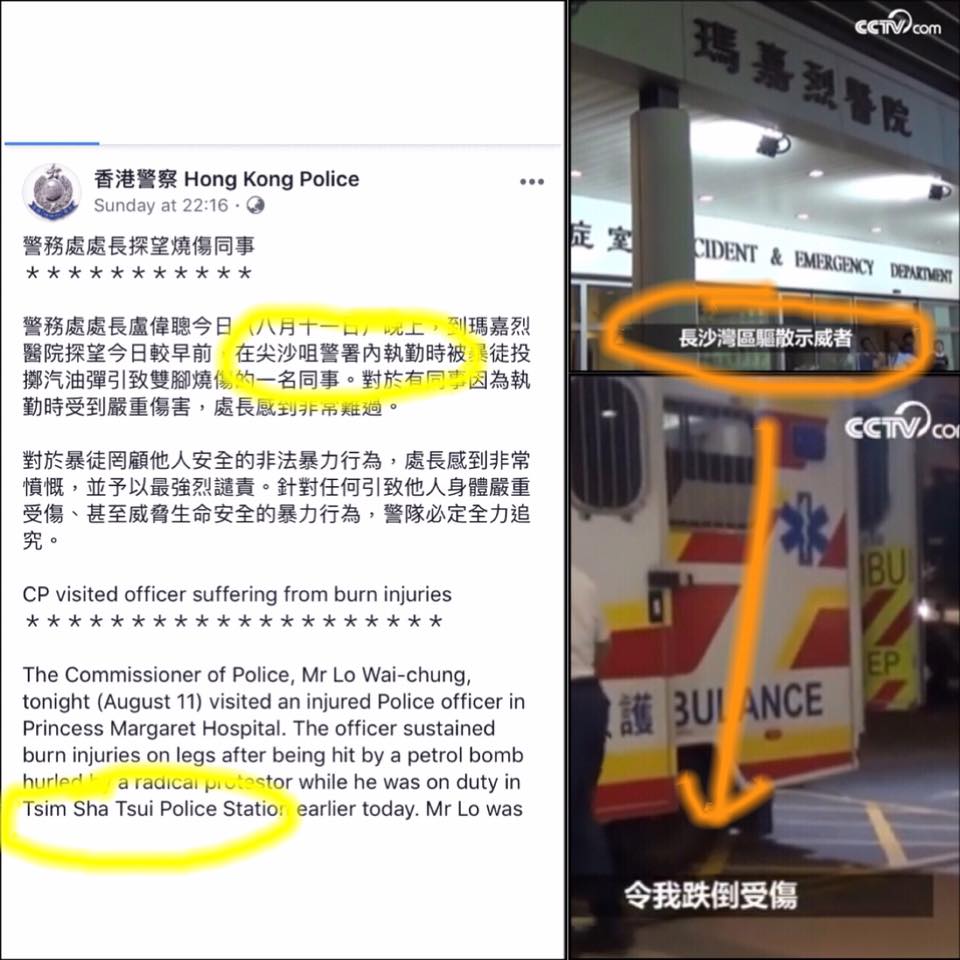 香港警察 Hong Kong Police
Sunday at 22:16
警務處處長探望燒傷同事
＊＊＊＊＊＊＊＊＊＊＊
警務處處長盧偉聰今日（八月十一日）晚上，到瑪嘉烈
醫院探望今日較早前，在尖沙咀警署內執勤時被暴徒投
擲汽油彈引致雙腳燒傷的一名同事。對於有同事因為執
勤時受到嚴重傷害，處長感到非常難過。
對於暴徒罔顧他人安全的非法暴力行為，處長感到非常
憤慨，並予以最強烈譴責。針對任何引致他人身體嚴重
受傷、甚至威脅生命安全的暴力行為，警隊必定全力追
究。
CP visited officer suffering from burn injuries
＊＊＊＊＊＊＊＊＊＊＊＊＊＊＊＊＊＊＊＊
The Commissioner of Police, Mr Lo Wai-chung,
tonight (August 11) visited an injured Police officer in
Princess Margaret Hospital. The officer sustained
burn injuries on legs after being hit by a petrol bomb
hurled by a radical protestor while he was on duty in
Tsim Sha Tsui Police Station earlier today. Mr Lo was
CCTV.com
瑪嘉烈醫院
症室
CIDENT & EMERGENCY DEPARTMENT
長沙灣區驅散示威者
CCTV.co
護
BULANCE
MBU
EP
令我跌倒受傷